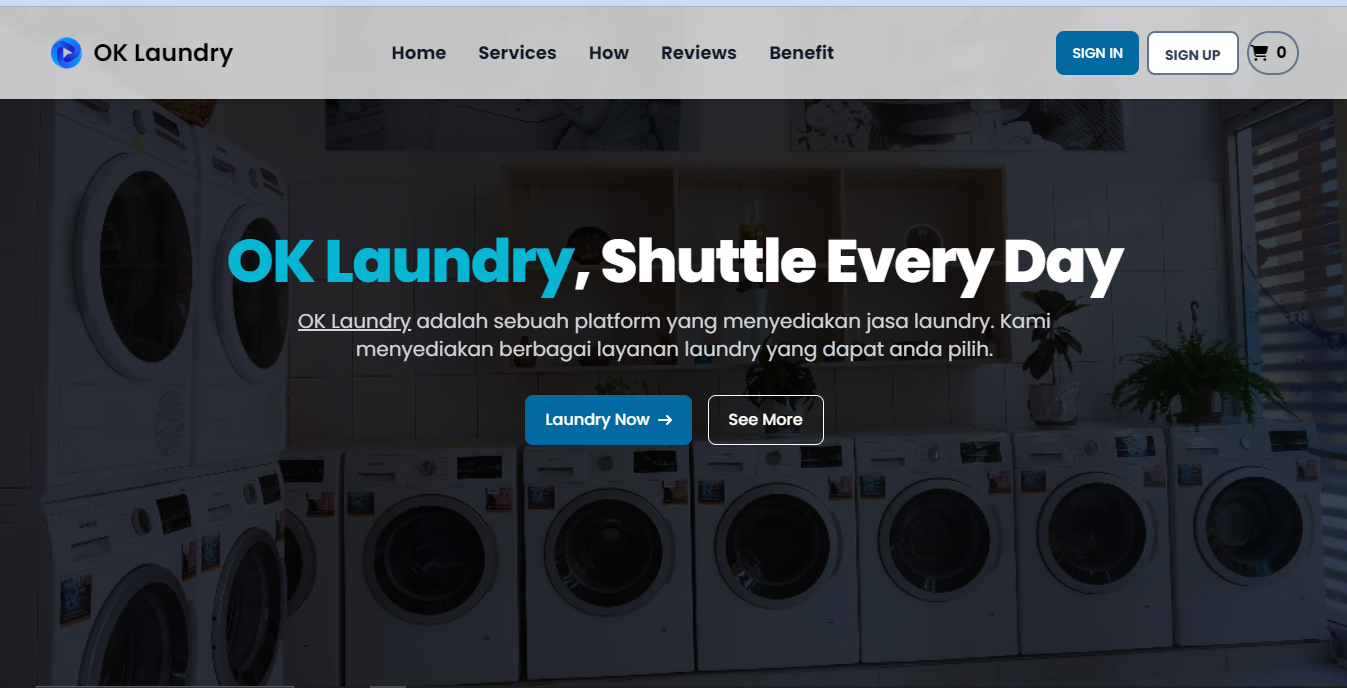 OK Laundry
Home
Services
How
Reviews
Benefit
SIGN IN
SIGN UP
0
OK Laundry, Shuttle Every Day
OK Laundry adalah sebuah platform yang menyediakan jasa laundry. Kami
menyediakan berbagai layanan laundry yang dapat anda pilih.
Laundry Now →
See More